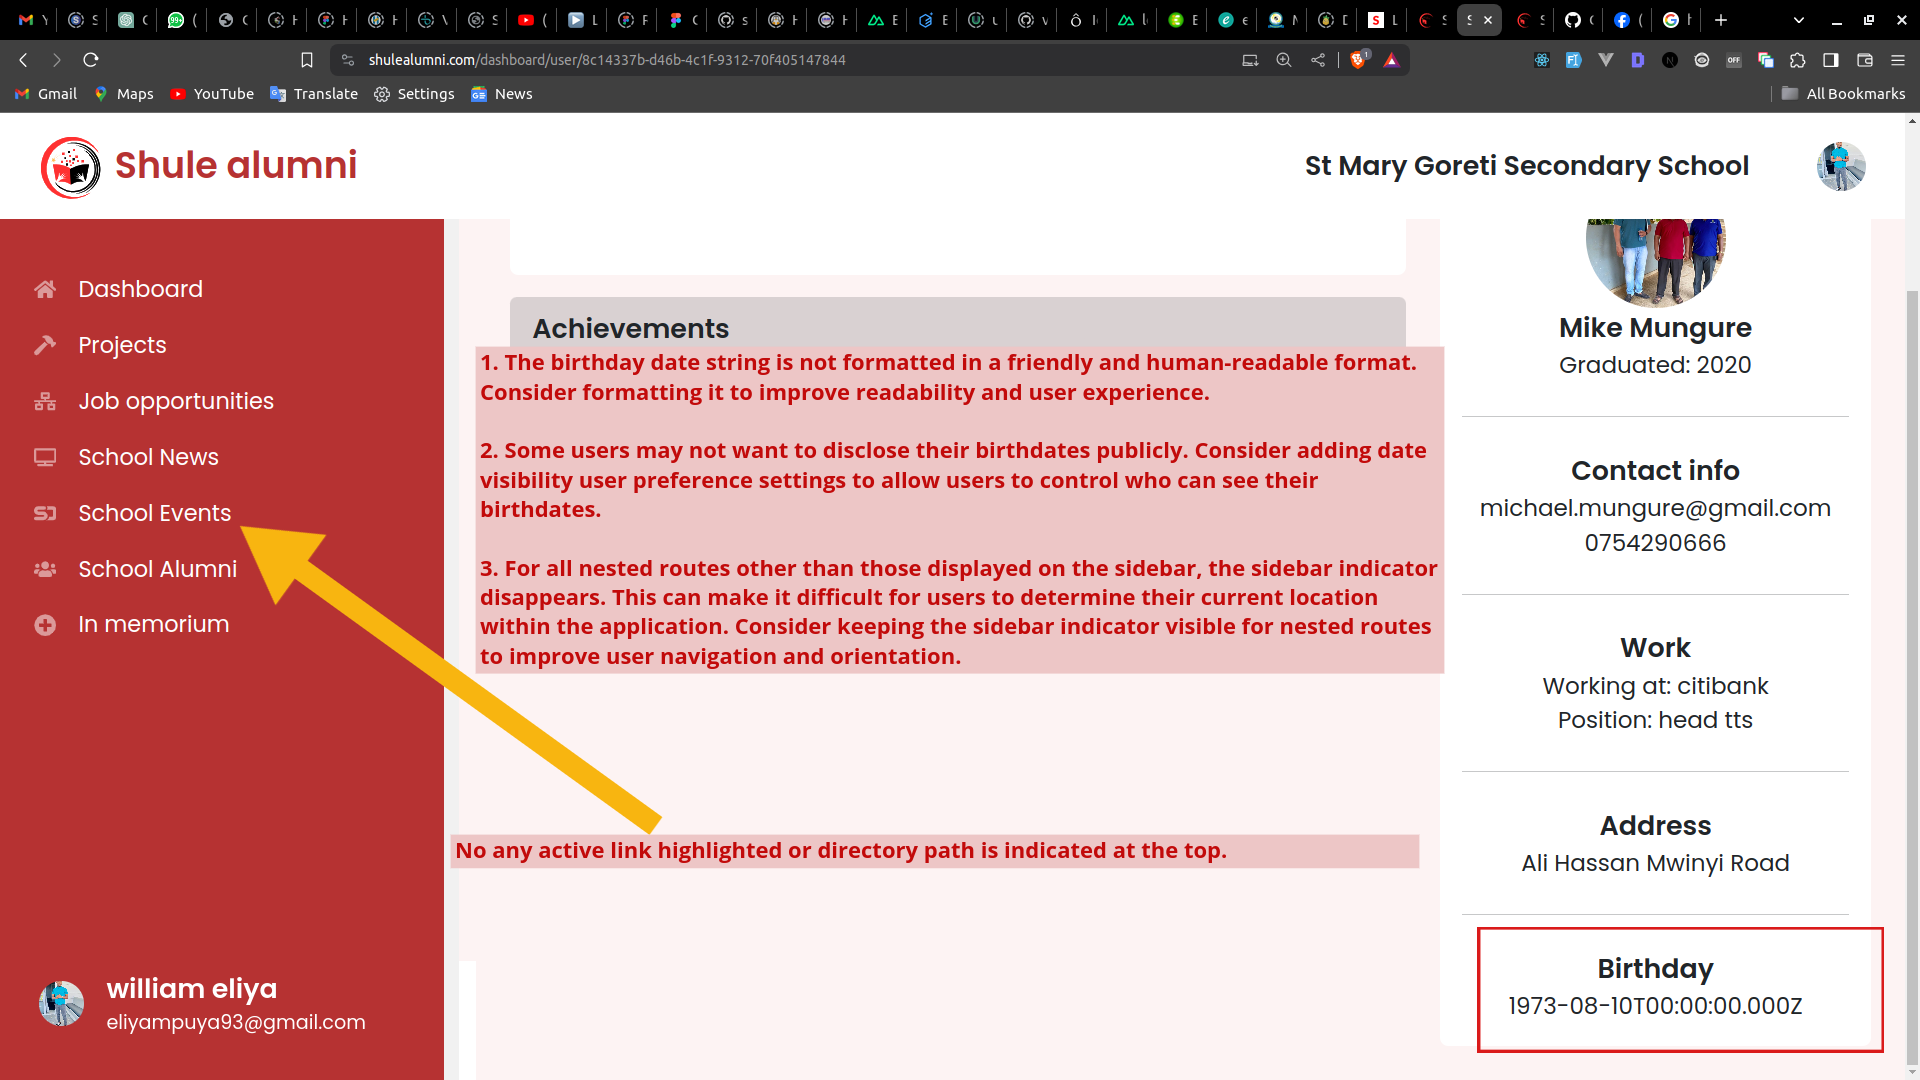 shulealumni.com/dashboard/user/8c14337b-d46b-4c1f-9312-70f405147844
Gmail
Maps
YouTube
Translate
Settings
News
All Bookmarks
Shule alumni
St Mary Goreti Secondary School
Dashboard
Projects
Job opportunities
School News
School Events
School Alumni
In memorium
william eliya
eliyampuya93@gmail.com
Achievements
1. The birthday date string is not formatted in a friendly and human-readable format.
Consider formatting it to improve readability and user experience.
2. Some users may not want to disclose their birthdates publicly. Consider adding date
visibility user preference settings to allow users to control who can see their
birthdates.
3. For all nested routes other than those displayed on the sidebar, the sidebar indicator
disappears. This can make it difficult for users to determine their current location
within the application. Consider keeping the sidebar indicator visible for nested routes
to improve user navigation and orientation.
No any active link highlighted or directory path is indicated at the top.
Mike Mungure
Graduated: 2020
Contact info
michael.mungure@gmail.com
0754290666
Work
Working at: citibank
Position: head tts
Address
Ali Hassan Mwinyi Road
Birthday
1973-08-10T00:00:00.000Z